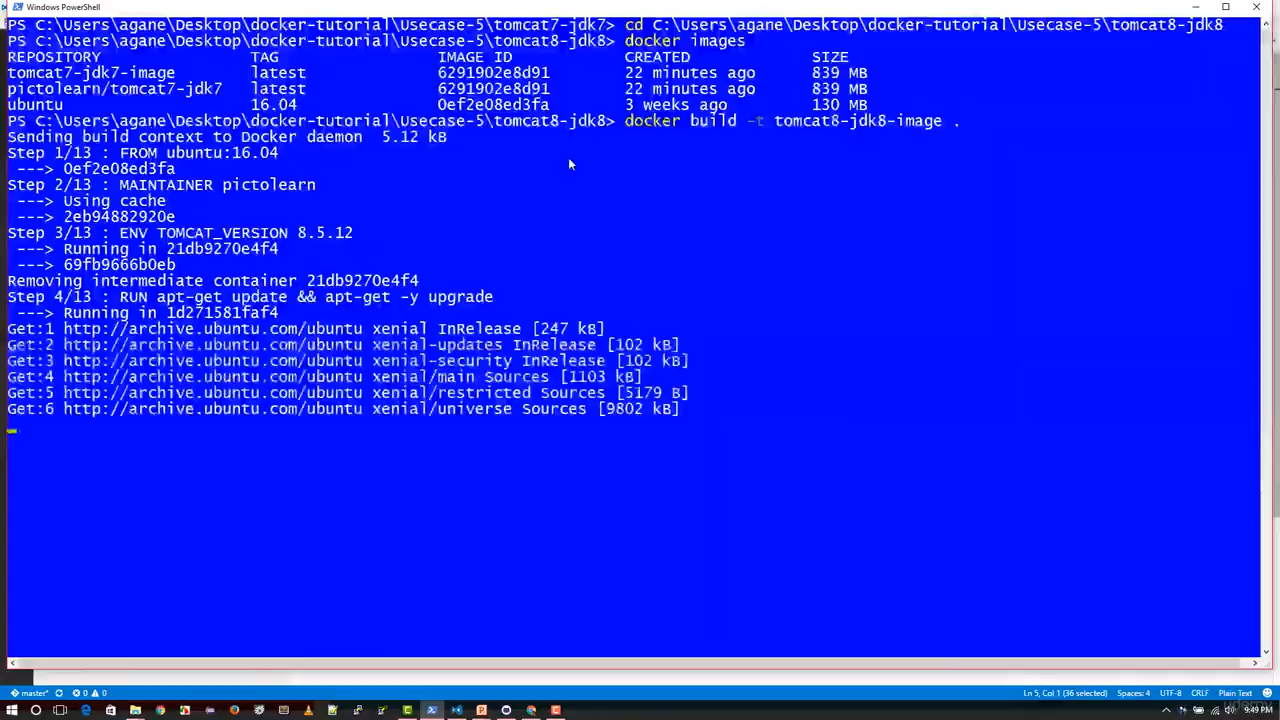 Windows PowerShell
PS C:\Users\agane\Desktop\docker-tutorial\Usecase-5\tomcat7-jdk7> cd C:\Users\agane\Desktop\docker-tutorial\Usecase-5\tomcat8-jdk8
PS C:\Users\agane\Desktop\docker-tutorial\Usecase-5\tomcat8-jdk8> docker images
REPOSITORY TAG IMAGE ID CREATED SIZE
tomcat7-jdk7-image latest 6291902e8d91 22 minutes ago 839 MB
pictolearn/tomcat7-jdk7 latest 6291902e8d91 22 minutes ago 839 MB
ubuntu 16.04 0ef2e08ed3fa 3 weeks ago 130 MB
PS C:\Users\agane\Desktop\docker-tutorial\Usecase-5\tomcat8-jdk8> docker build -t tomcat8-jdk8-image .
Sending build context to Docker daemon 5.12 kB
Step 1/13 : FROM ubuntu:16.04
---> 0ef2e08ed3fa
Step 2/13 : MAINTAINER pictolearn
---> Using cache
---> 2eb94882920e
Step 3/13 : ENV TOMCAT_VERSION 8.5.12
---> Running in 21db9270e4f4
---> 69fb9666b0eb
Removing intermediate container 21db9270e4f4
Step 4/13 : RUN apt-get update && apt-get -y upgrade
---> Running in 1d271581faf4
Get:1 http://archive.ubuntu.com/ubuntu xenial InRelease [247 kB]
Get:2 http://archive.ubuntu.com/ubuntu xenial-updates InRelease [102 kB]
Get:3 http://archive.ubuntu.com/ubuntu xenial-security InRelease [102 kB]
Get:4 http://archive.ubuntu.com/ubuntu xenial/main Sources [1103 kB]
Get:5 http://archive.ubuntu.com/ubuntu xenial/restricted Sources [5179 B]
Get:6 http://archive.ubuntu.com/ubuntu xenial/universe Sources [9802 kB]
master* 0 0 Ln 5, Col 1 (36 selected) Spaces: 4 UTF-8 CRLF Plain Text
udemy
9:49 PM